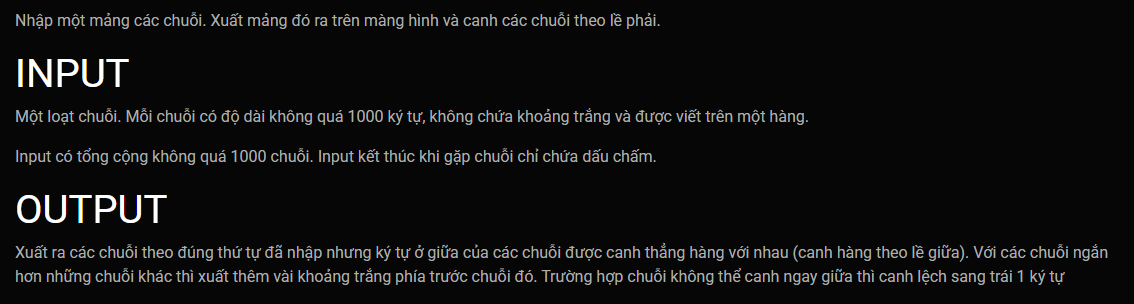 Nhập một mảng các chuỗi. Xuất mảng đó ra trên màng hình và canh các chuỗi theo lề phải.
INPUT
Một loạt chuỗi. Mỗi chuỗi có độ dài không quá 1000 ký tự, không chứa khoảng trắng và được viết trên một hàng.
Input có tổng cộng không quá 1000 chuỗi. Input kết thúc khi gặp chuỗi chỉ chứa dấu chấm.
OUTPUT
Xuất ra các chuỗi theo đúng thứ tự đã nhập nhưng ký tự ở giữa của các chuỗi được canh thẳng hàng với nhau (canh hàng theo lề giữa). Với các chuỗi ngắn
hơn những chuỗi khác thì xuất thêm vài khoảng trắng phía trước chuỗi đó. Trường hợp chuỗi không thể canh ngay giữa thì canh lệch sang trái 1 ký tự